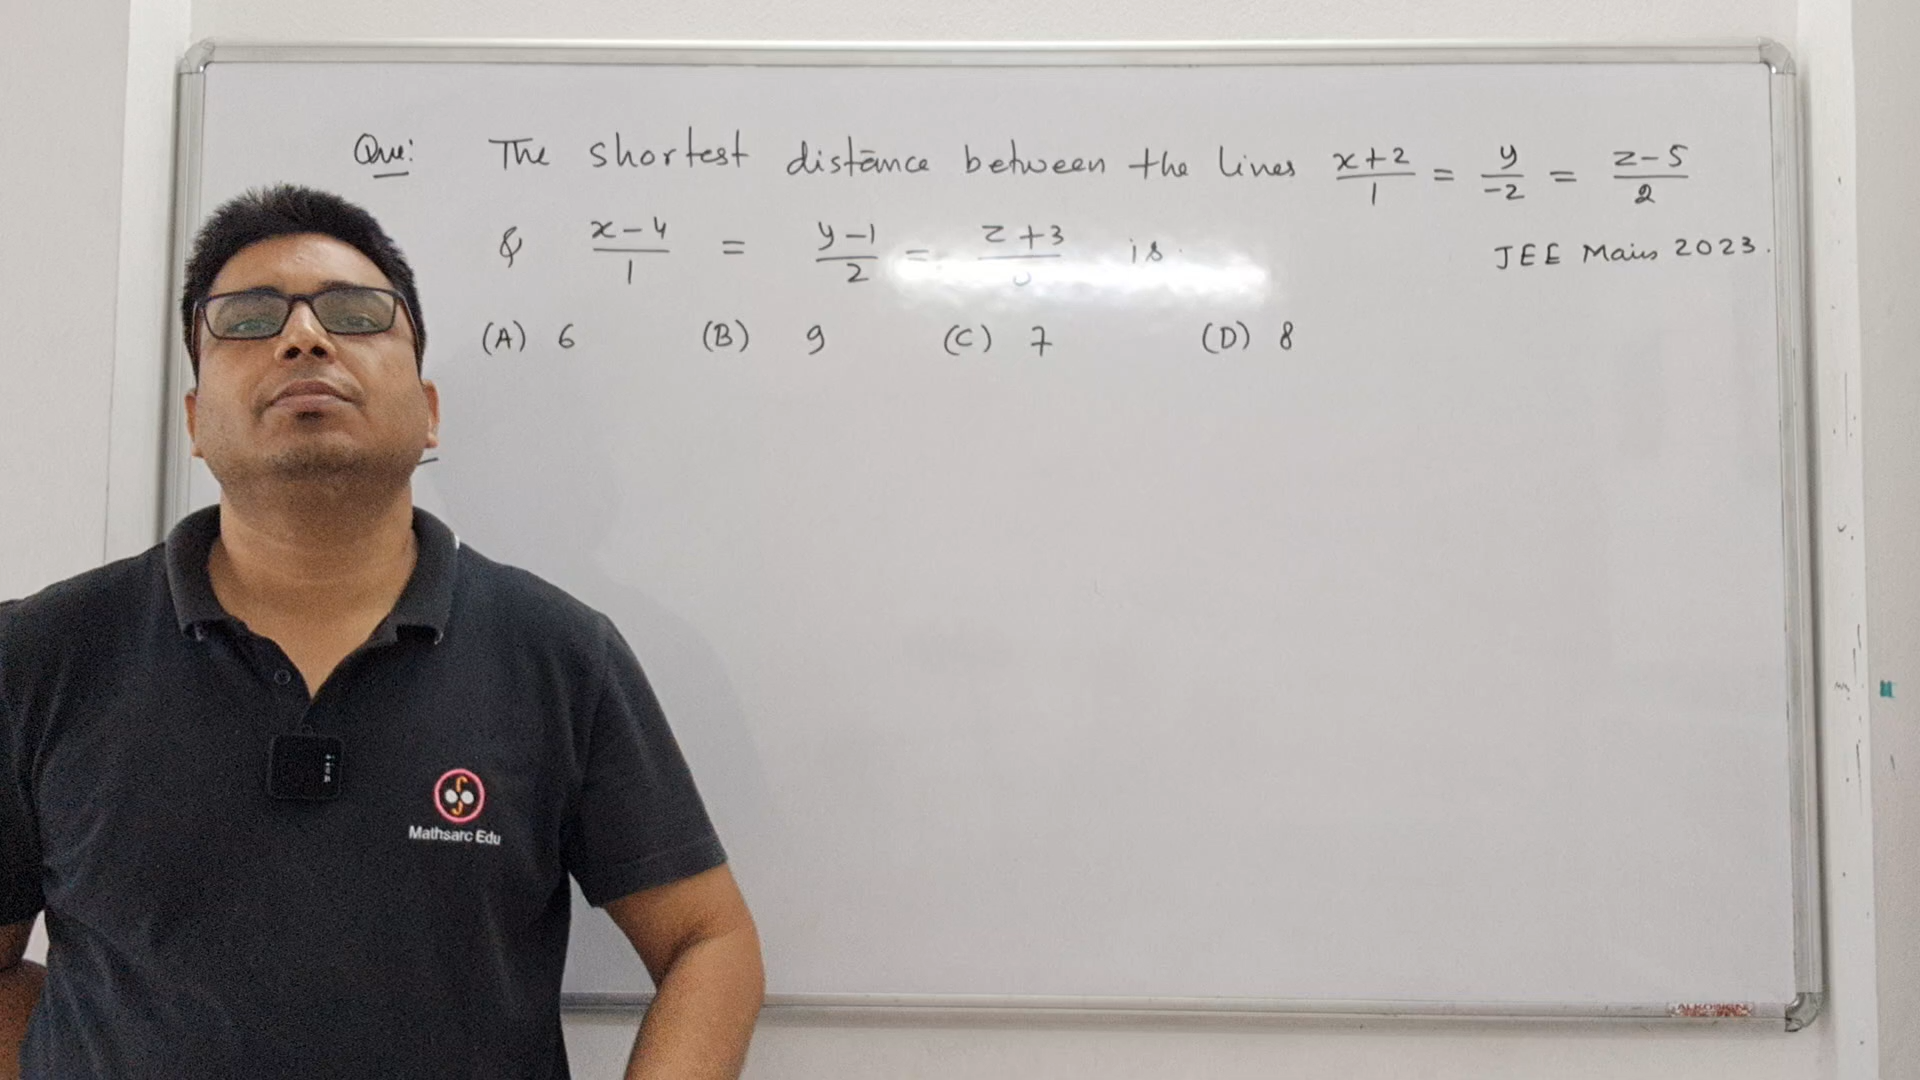 Que: The shortest distance between the lines x+2/1 = y/-2 = z-5/2
& x-4/1 = y-1/2 = z+3/0 is.
JEE Mains 2023.
(A) 6 (B) 9 (C) 7 (D) 8
Mathsarc Edu